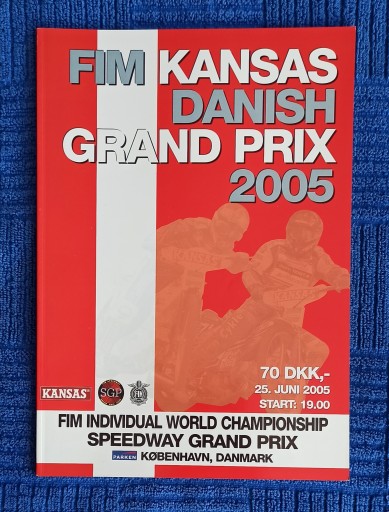 FIM KANSAS
DANISH
GRAND PRIX
2005
70 DKK,-
25. JUNI 2005
START: 19.00
KANSAS
SGP
FIM
FIM INDIVIDUAL WORLD CHAMPIONSHIP
SPEEDWAY GRAND PRIX
PARKEN KØBENHAVN, DANMARK